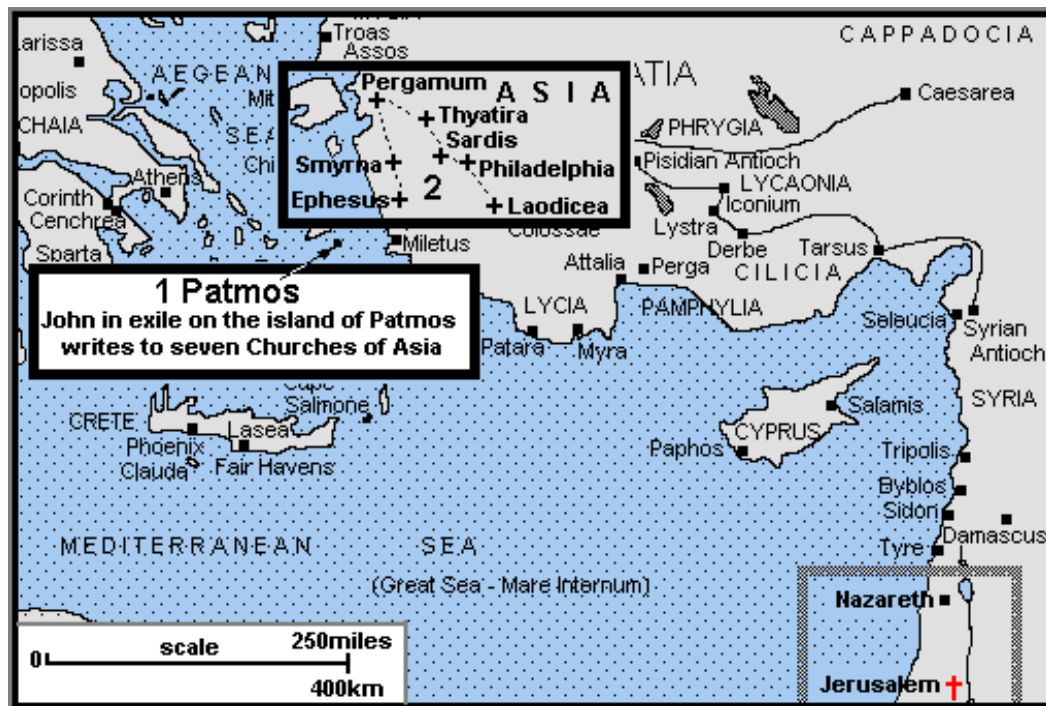 Troas
Assos
CAPPADOCIA
arissa
AEGEAN
ATIA
Pergamum
ASIA
Caesarea
opolis
Mit
Thyatira
CHAIA
SEA
Sardis
PHRYGIA
Chi
Smyrna
Philadelphia
Pisidian Antioch
Athens
LYCAONIA
Corinth
Ephesus
2
Laodicea
Iconium
Cenchrea
Colossae
Lystra
Sparta
Miletus
Derbe
Tarsus
Attalia
Perga
CILICIA
1 Patmos
John in exile on the island of Patmos
writes to seven Churches of Asia
LYCIA
PAMPHYLIA
Seleucia
Syrian
Antioch
Patara
Myra
Cape
Salmone
SYRIA
CRETE
Lasea
Salamis
Phoenix
CYPRUS
Clauda
Fair Havens
Paphos
Tripolis
Byblos
Sidon
Damascus
MEDITERRANEAN SEA
Tyre
(Great Sea - Mare Internum)
Nazareth
scale
250miles
0
400km
Jerusalem